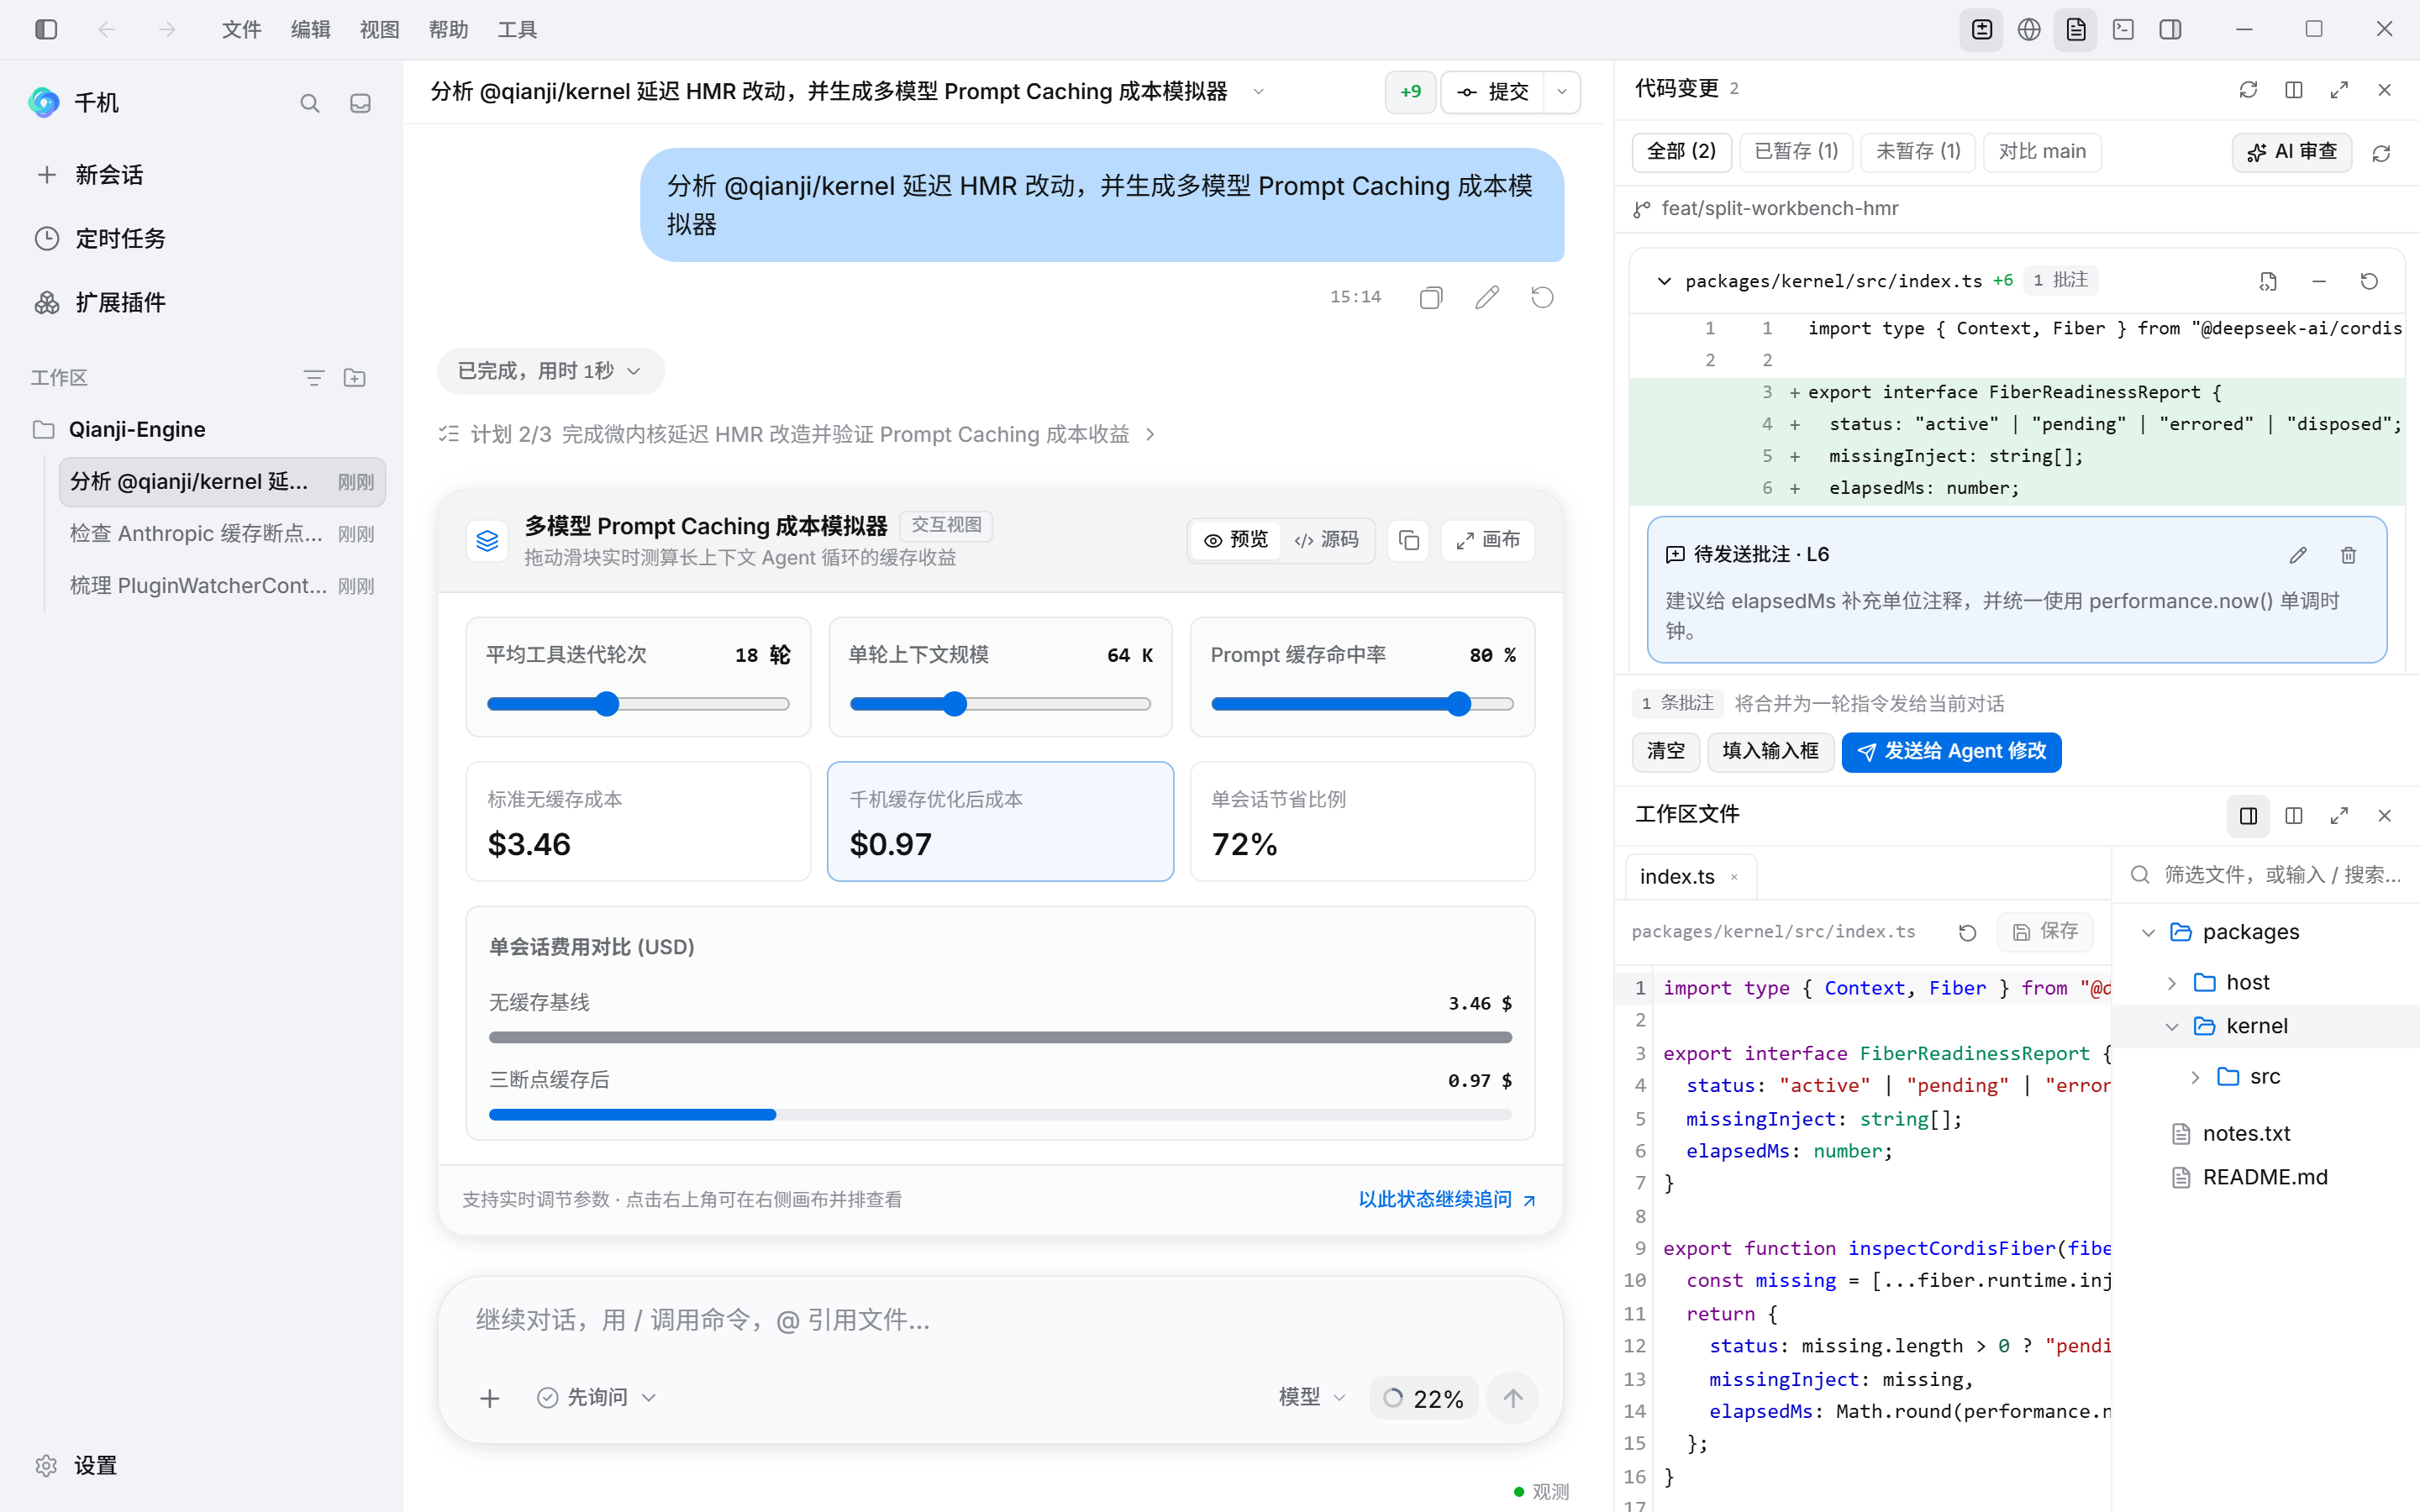 文件 编辑 视图 帮助 工具
千机
新会话
定时任务
扩展插件
工作区
Qianji-Engine
分析 @qianji/kernel 延... 刚刚
检查 Anthropic 缓存断点... 刚刚
梳理 PluginWatcherCont... 刚刚
设置
分析 @qianji/kernel 延迟 HMR 改动，并生成多模型 Prompt Caching 成本模拟器
+9 提交
分析 @qianji/kernel 延迟 HMR 改动，并生成多模型 Prompt Caching 成本模
拟器
15:14
已完成，用时 1秒
计划 2/3 完成微内核延迟 HMR 改造并验证 Prompt Caching 成本收益
多模型 Prompt Caching 成本模拟器 交互视图
拖动滑块实时测算长上下文 Agent 循环的缓存收益
预览 源码 画布
平均工具迭代轮次 18 轮
单轮上下文规模 64 K
Prompt 缓存命中率 80 %
标准无缓存成本
$3.46
千机缓存优化后成本
$0.97
单会话节省比例
72%
单会话费用对比 (USD)
无缓存基线 3.46 $
三断点缓存后 0.97 $
支持实时调节参数 · 点击右上角可在右侧画布并排查看
以此状态继续追问
继续对话，用 / 调用命令，@ 引用文件...
先询问
模型 22%
观测
代码变更 2
全部 (2) 已暂存 (1) 未暂存 (1) 对比 main AI 审查
feat/split-workbench-hmr
packages/kernel/src/index.ts +6 1 批注
1 1 import type { Context, Fiber } from "@deepseek-ai/cordis
2 2
3 + export interface FiberReadinessReport {
4 + status: "active" | "pending" | "errored" | "disposed";
5 + missingInject: string[];
6 + elapsedMs: number;
待发送批注 · L6
建议给 elapsedMs 补充单位注释，并统一使用 performance.now() 单调时
钟。
1 条批注 将合并为一轮指令发给当前对话
清空 填入输入框 发送给 Agent 修改
工作区文件
index.ts ×
packages/kernel/src/index.ts 保存
1 import type { Context, Fiber } from "@d
2
3 export interface FiberReadinessReport {
4 status: "active" | "pending" | "error
5 missingInject: string[];
6 elapsedMs: number;
7 }
8
9 export function inspectCordisFiber(fibe
10 const missing = [...fiber.runtime.inj
11 return {
12 status: missing.length > 0 ? "pendi
13 missingInject: missing,
14 elapsedMs: Math.round(performance.n
15 };
16 }
17
筛选文件，或输入 / 搜索...
packages
host
kernel
src
notes.txt
README.md